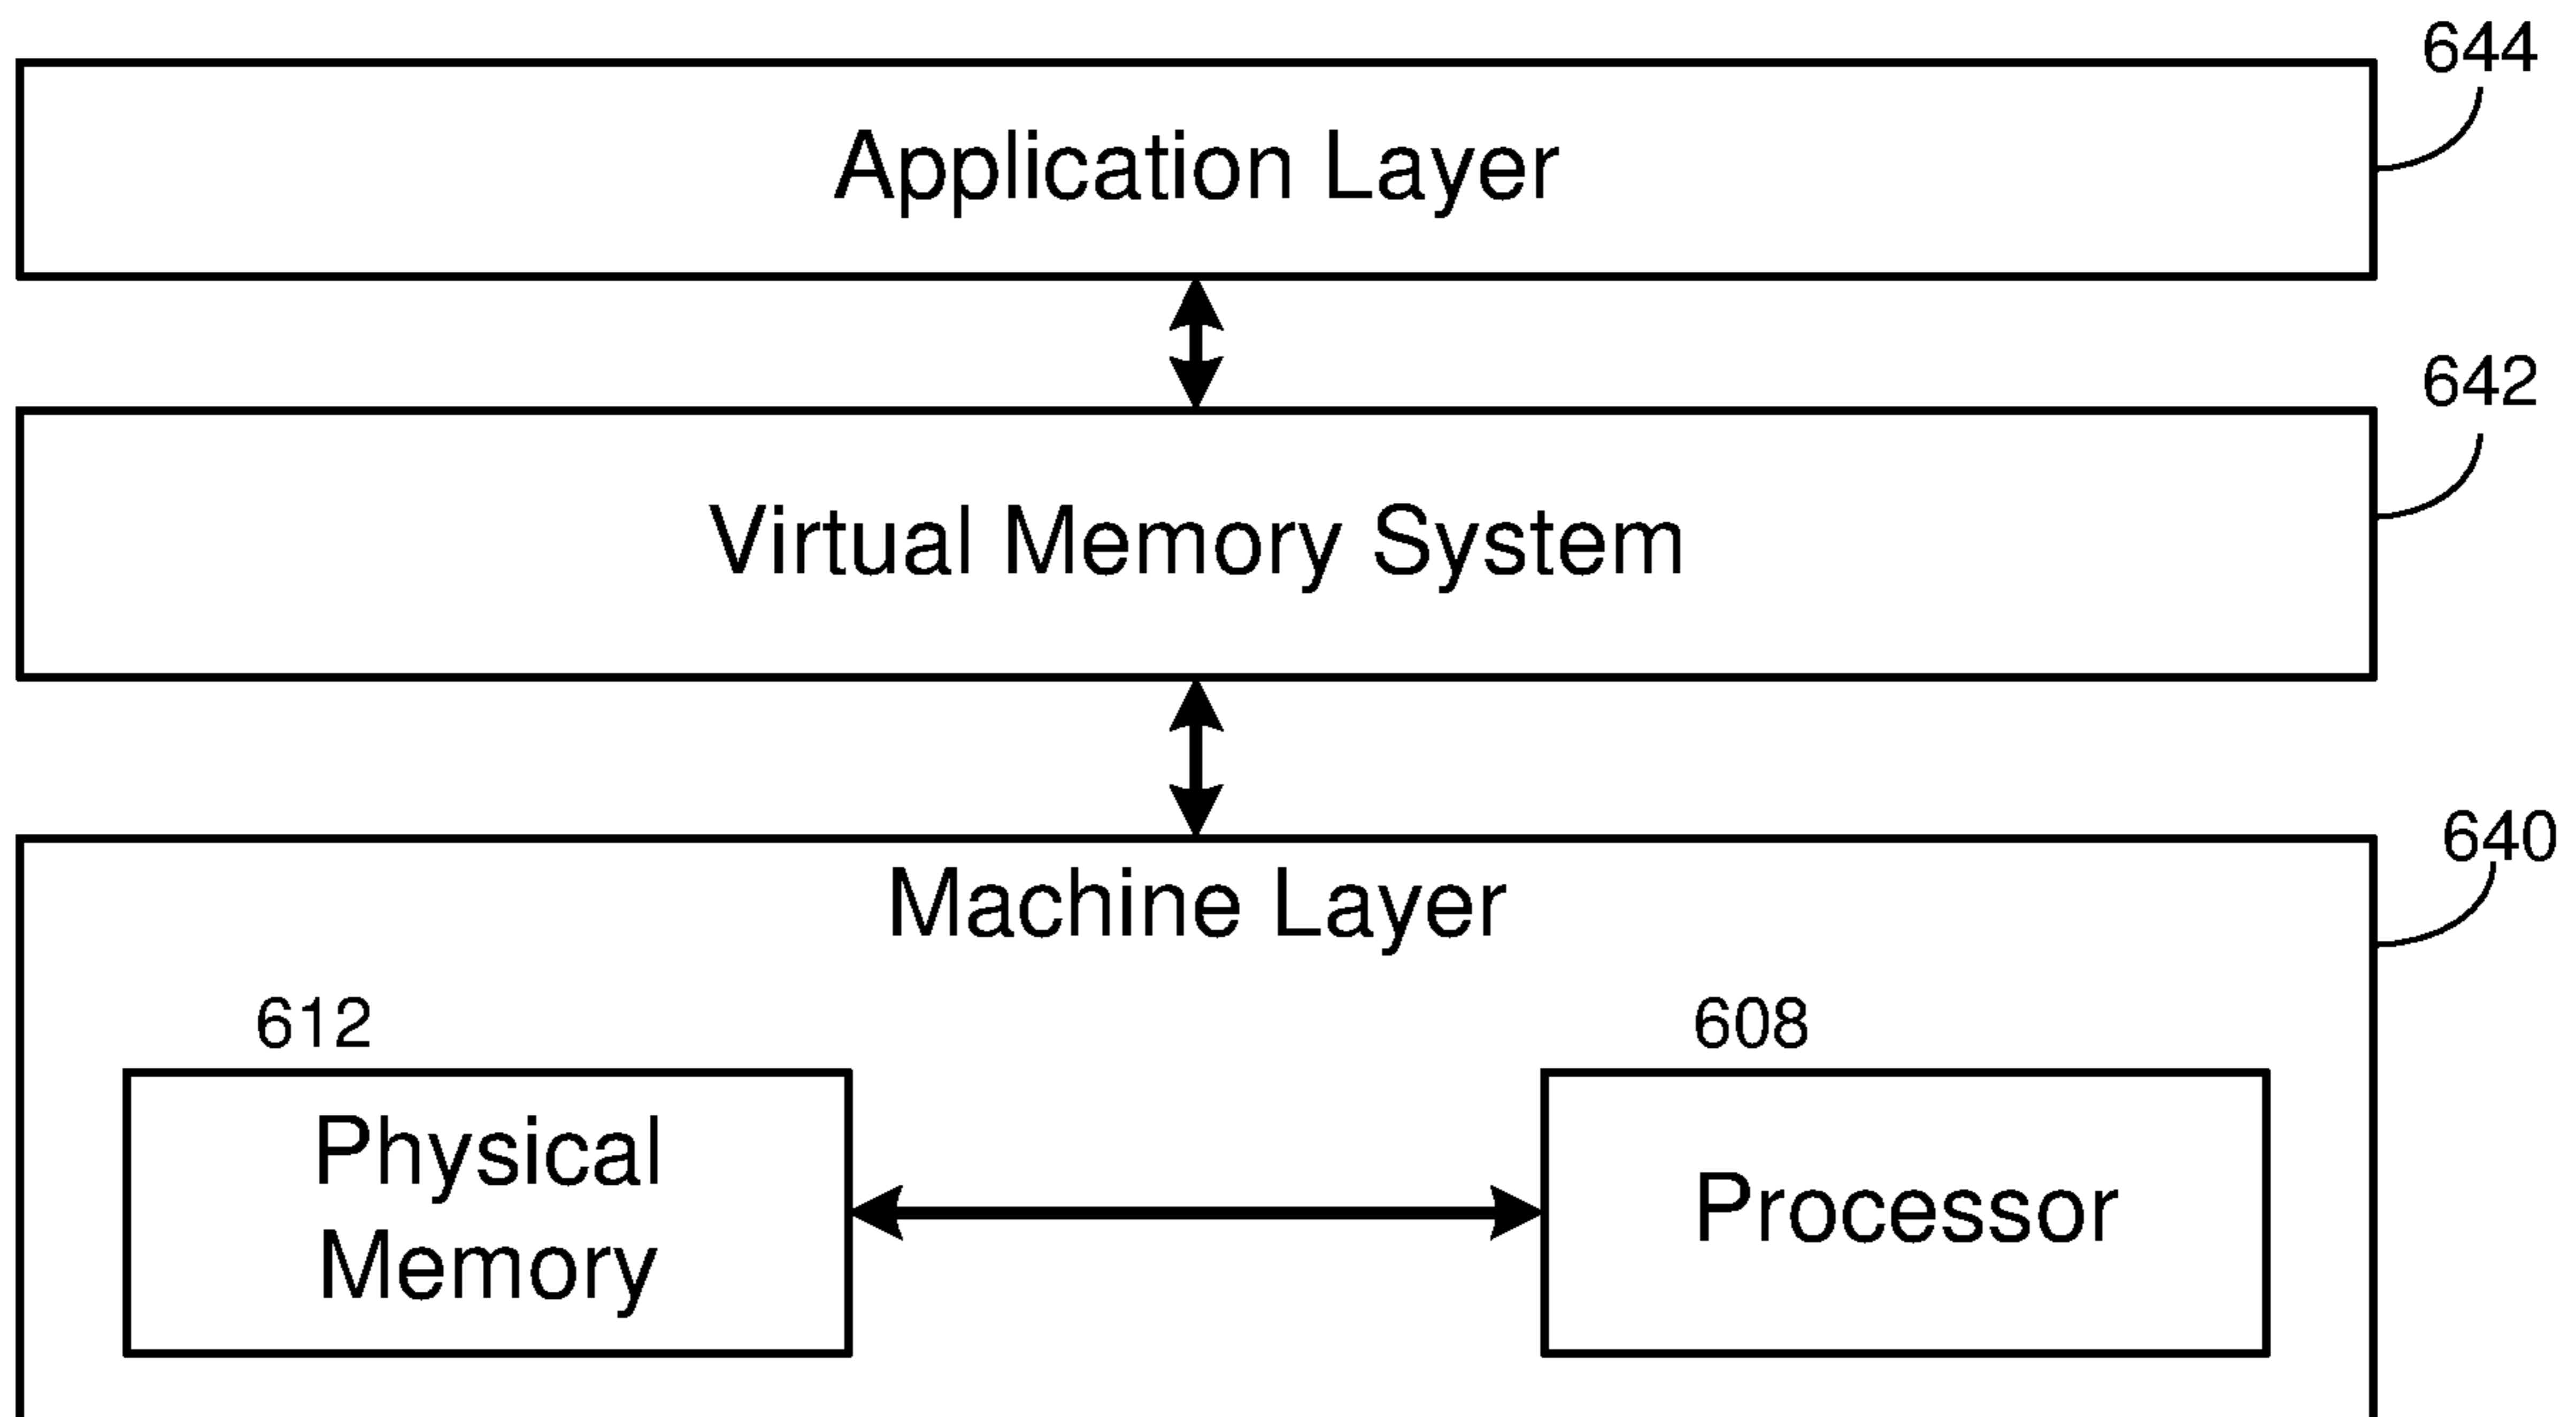 644
Application Layer
642
Virtual Memory System
640
Machine Layer
612
608
Physical
Memory
Processor